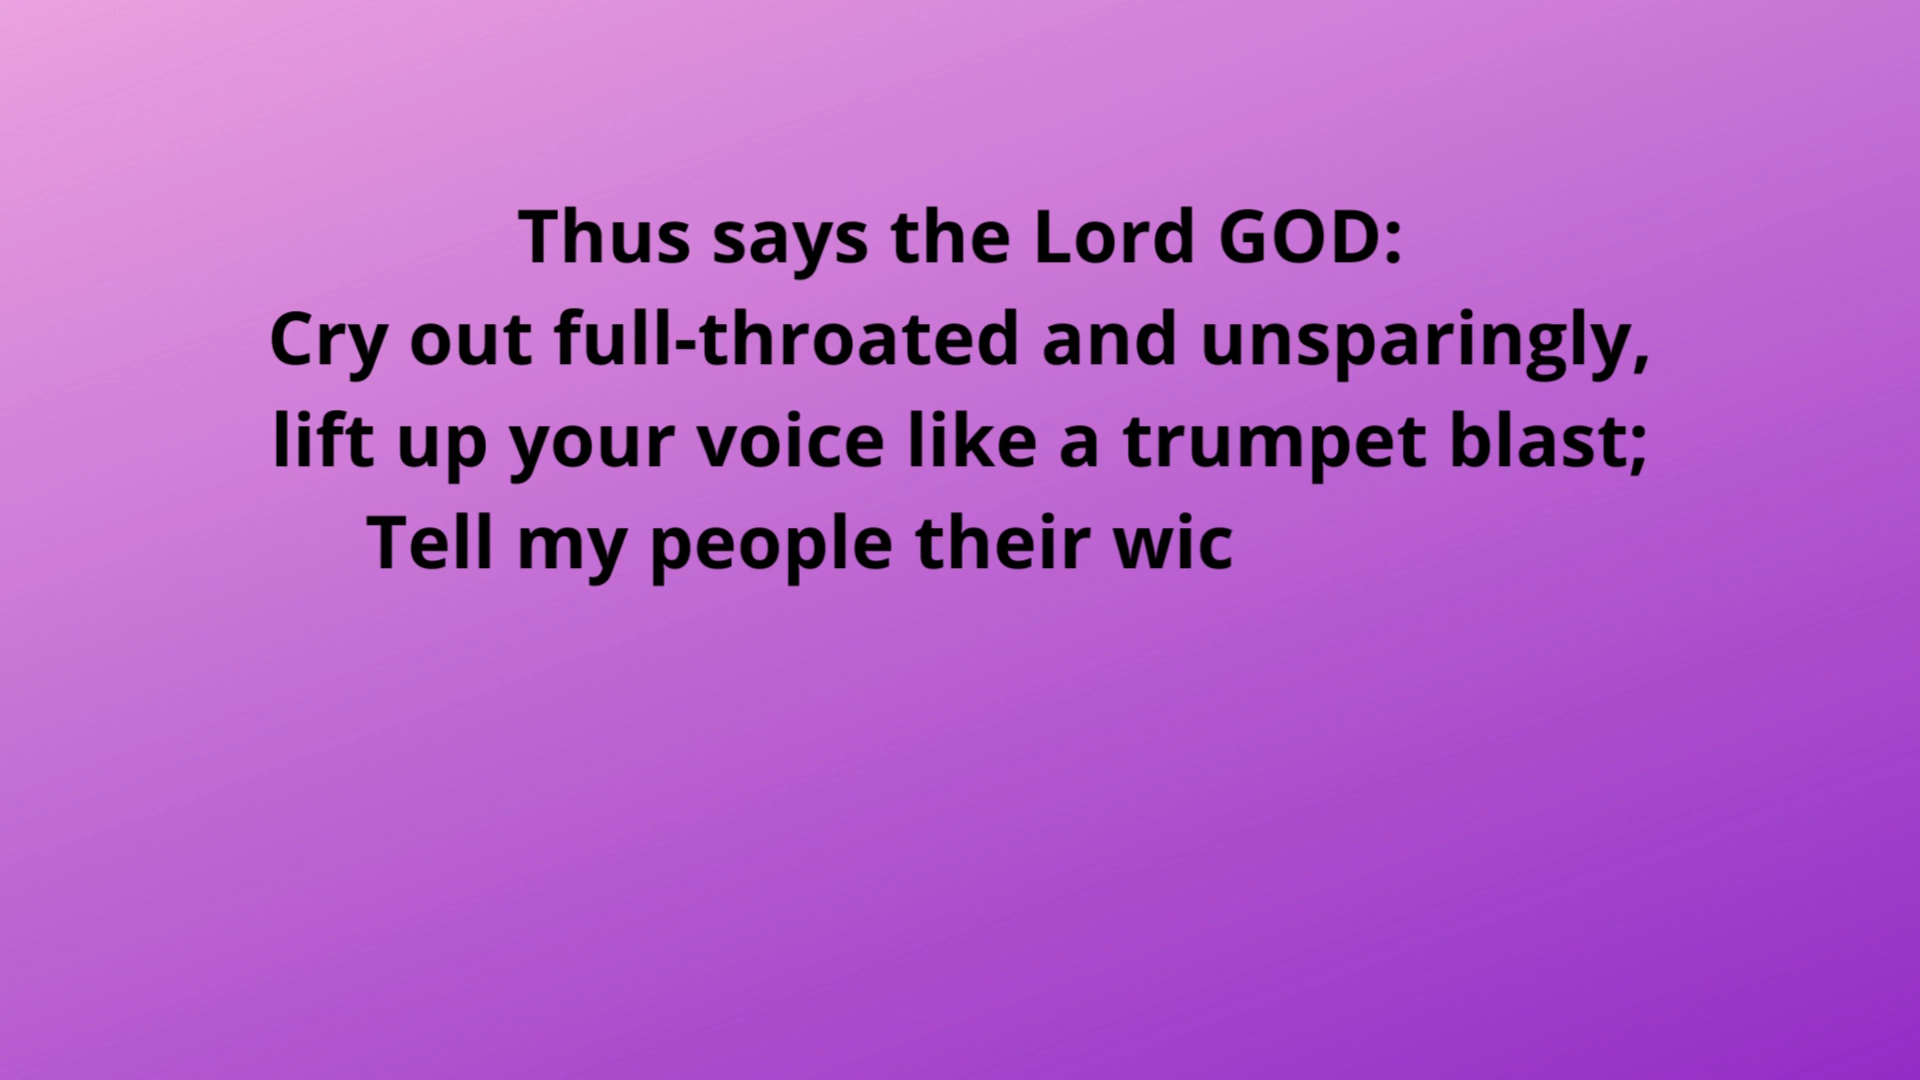 Thus says the Lord GOD:
Cry out full-throated and unsparingly,
lift up your voice like a trumpet blast;
Tell my people their wic